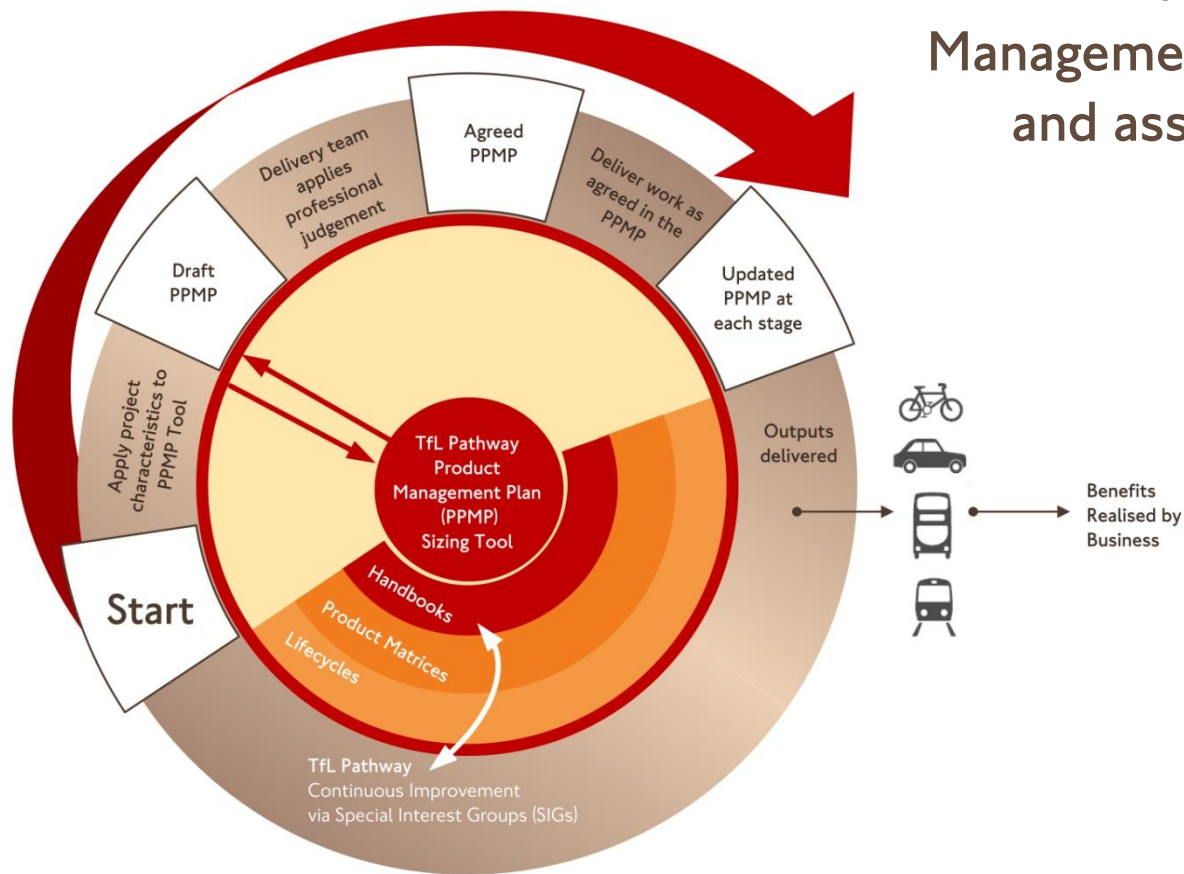 Manageme
and ass
Start
Apply project
characteristics to
PPMP Tool
Draft
PPMP
Delivery team
applies
professional
judgement
Agreed
PPMP
Deliver work as
agreed in the
PPMP
Updated
PPMP at
each stage
Outputs
delivered
Benefits
Realised by
Business
TfL Pathway
Product
Management Plan
(PPMP)
Sizing Tool
Handbooks
Product Matrices
Lifecycles
TfL Pathway
Continuous Improvement
via Special Interest Groups (SIGs)